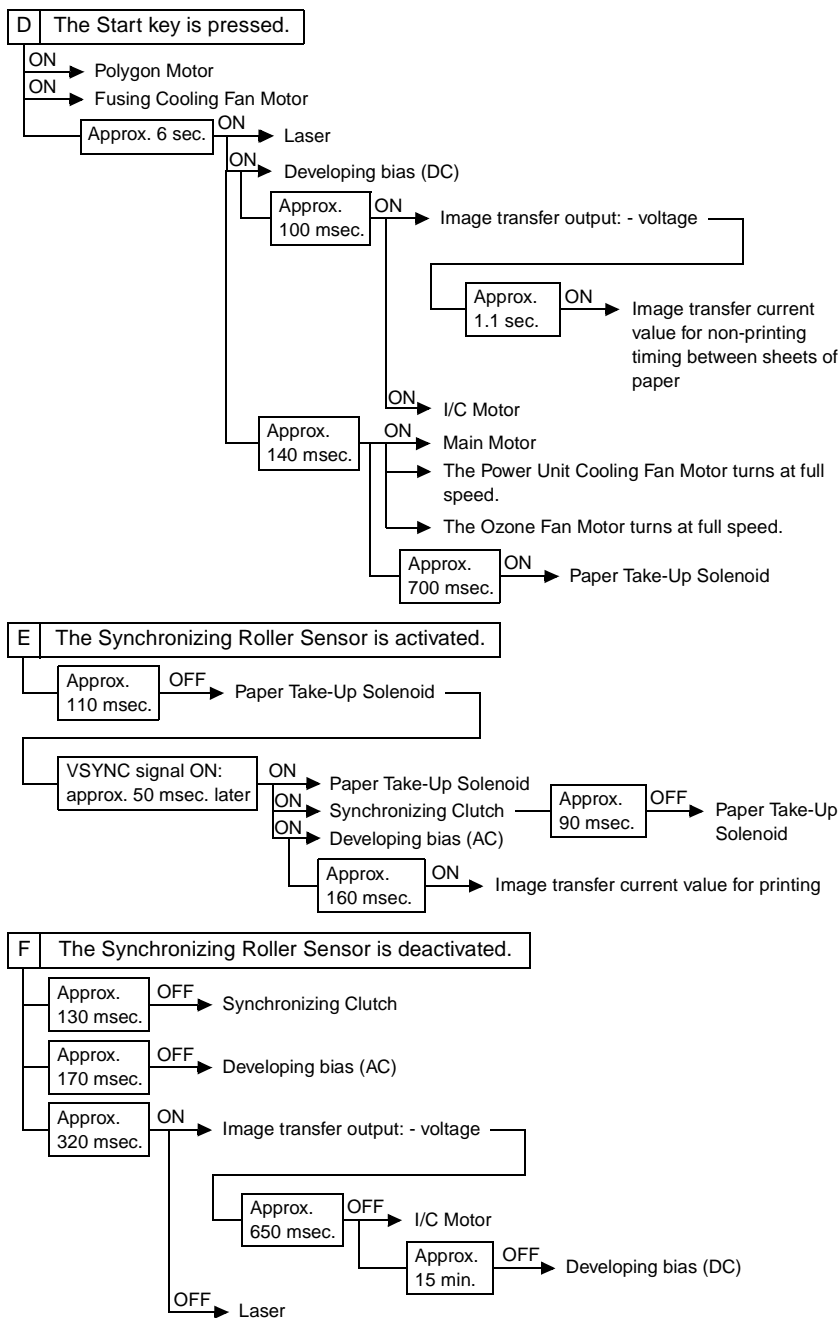 D The Start key is pressed.
ON
Polygon Motor
ON
Fusing Cooling Fan Motor
Approx. 6 sec.
ON
Laser
ON
Developing bias (DC)
Approx.
100 msec.
ON
Image transfer output: - voltage
Approx.
1.1 sec.
ON
Image transfer current
value for non-printing
timing between sheets of
paper
ON
I/C Motor
Approx.
140 msec.
ON
Main Motor
The Power Unit Cooling Fan Motor turns at full
speed.
The Ozone Fan Motor turns at full speed.
Approx.
700 msec.
ON
Paper Take-Up Solenoid
E The Synchronizing Roller Sensor is activated.
Approx.
110 msec.
OFF
Paper Take-Up Solenoid
VSYNC signal ON:
approx. 50 msec. later
ON
Paper Take-Up Solenoid
ON
Synchronizing Clutch
Approx.
90 msec.
OFF
Paper Take-Up
Solenoid
ON
Developing bias (AC)
Approx.
160 msec.
ON
Image transfer current value for printing
F The Synchronizing Roller Sensor is deactivated.
Approx.
130 msec.
OFF
Synchronizing Clutch
Approx.
170 msec.
OFF
Developing bias (AC)
Approx.
320 msec.
ON
Image transfer output: - voltage
Approx.
650 msec.
OFF
I/C Motor
Approx.
15 min.
OFF
Developing bias (DC)
OFF
Laser